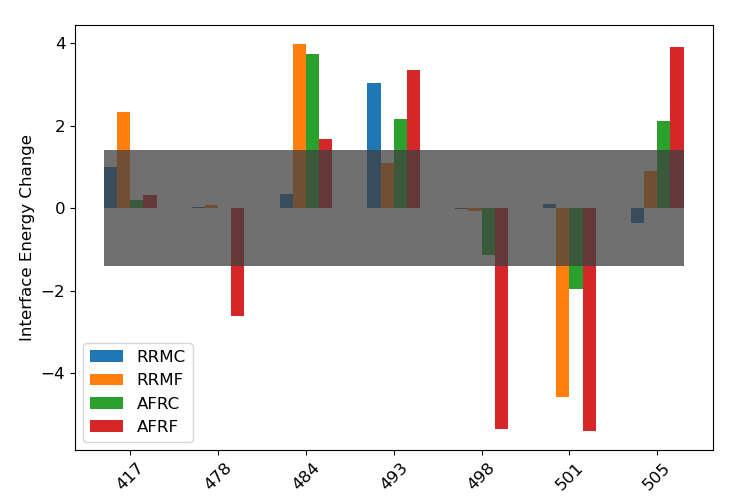 Interface Energy Change
4
2
0
−2
−4
RRMC
RRMF
AFRC
AFRF
417 478 484 493 498 501 505